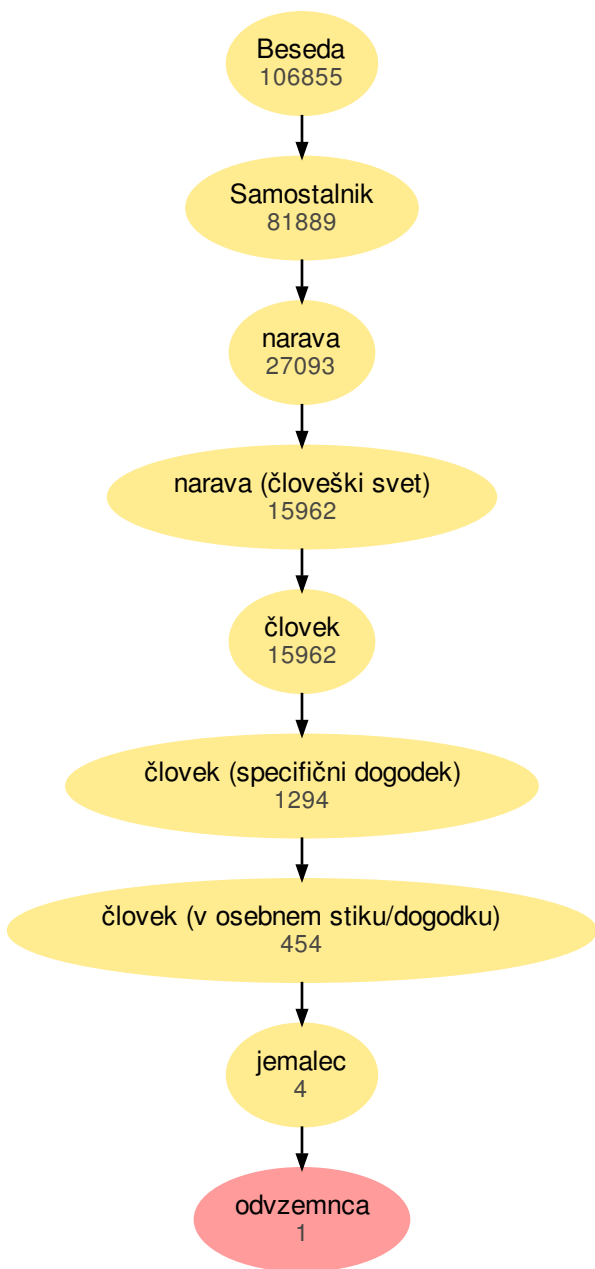 Beseda
106855
Samostalnik
81889
narava
27093
narava (človeški svet)
15962
človek
15962
človek (specifični dogodek)
1294
človek (v osebnem stiku/dogodku)
454
jemalec
4
odvzemnca
1